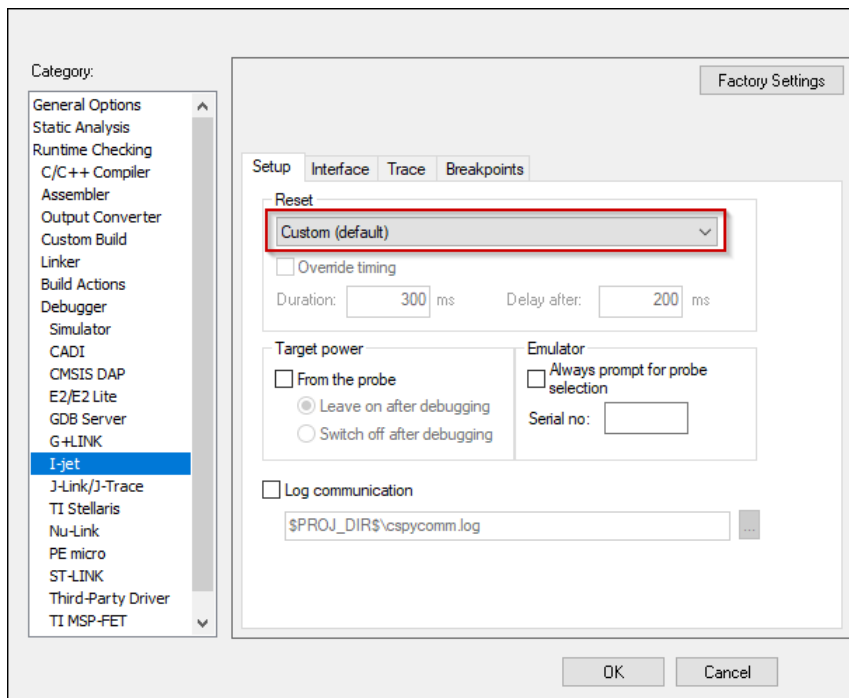 Category:
General Options
Static Analysis
Runtime Checking
C/C++ Compiler
Assembler
Output Converter
Custom Build
Linker
Build Actions
Debugger
Simulator
CADI
CMSIS DAP
E2/E2 Lite
GDB Server
G+LINK
I-jet
J-Link/J-Trace
TI Stellaris
Nu-Link
PE micro
ST-LINK
Third-Party Driver
TI MSP-FET
Factory Settings
Setup Interface Trace Breakpoints
Reset
Custom (default)
Override timing
Duration: 300 ms Delay after: 200 ms
Target power
From the probe
Leave on after debugging
Switch off after debugging
Emulator
Always prompt for probe
selection
Serial no:
Log communication
$PROJ_DIR$\cspycomm.log
...
OK Cancel